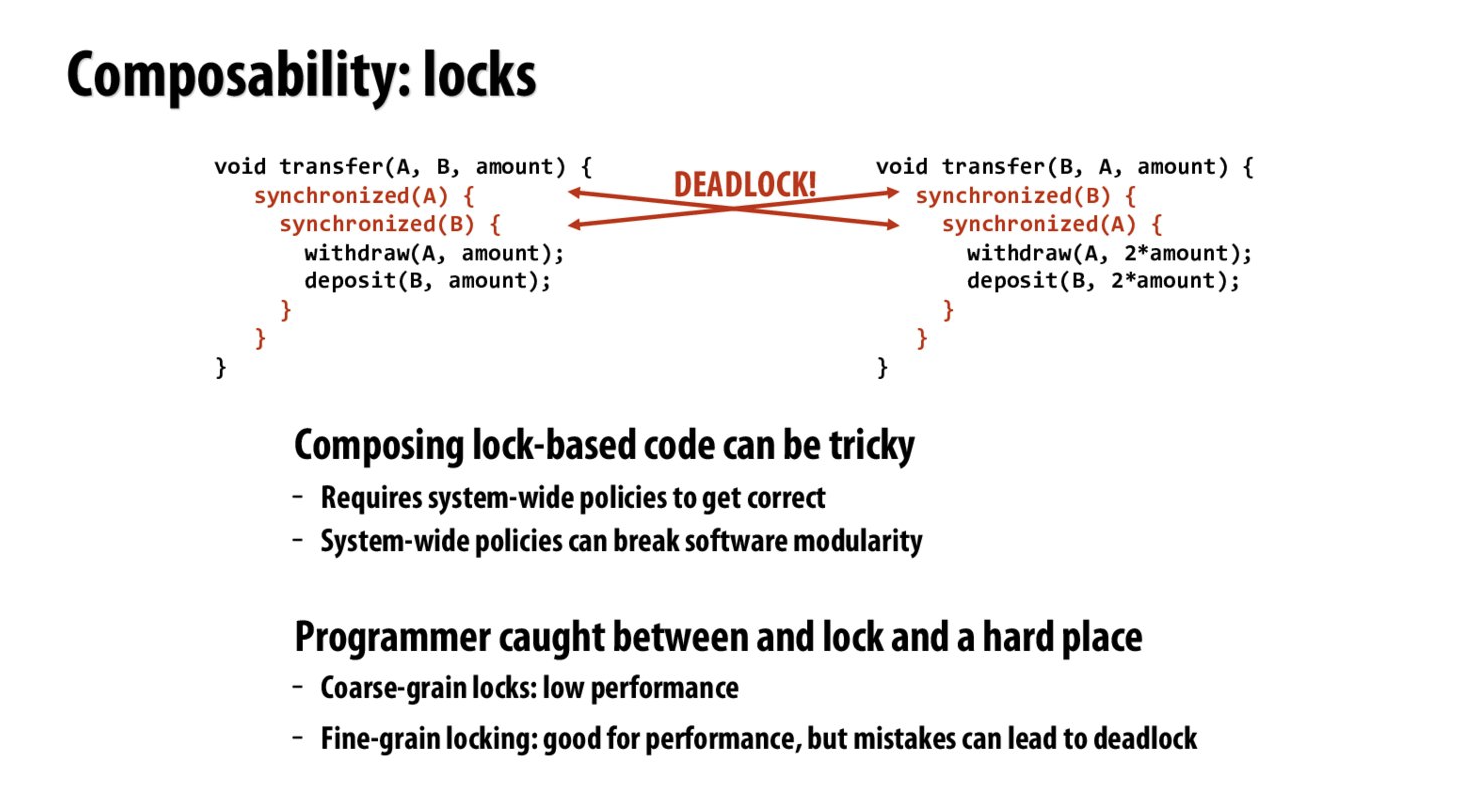 Composability: locks
void transfer(A, B, amount) {
synchronized(A) {
synchronized(B) {
withdraw(A, amount);
deposit(B, amount);
}
}
}
DEADLOCK!
void transfer(B, A, amount) {
synchronized(B) {
synchronized(A) {
withdraw(A, 2*amount);
deposit(B, 2*amount);
}
}
}
Composing lock-based code can be tricky
- Requires system-wide policies to get correct
- System-wide policies can break software modularity
Programmer caught between and lock and a hard place
- Coarse-grain locks: low performance
- Fine-grain locking: good for performance, but mistakes can lead to deadlock